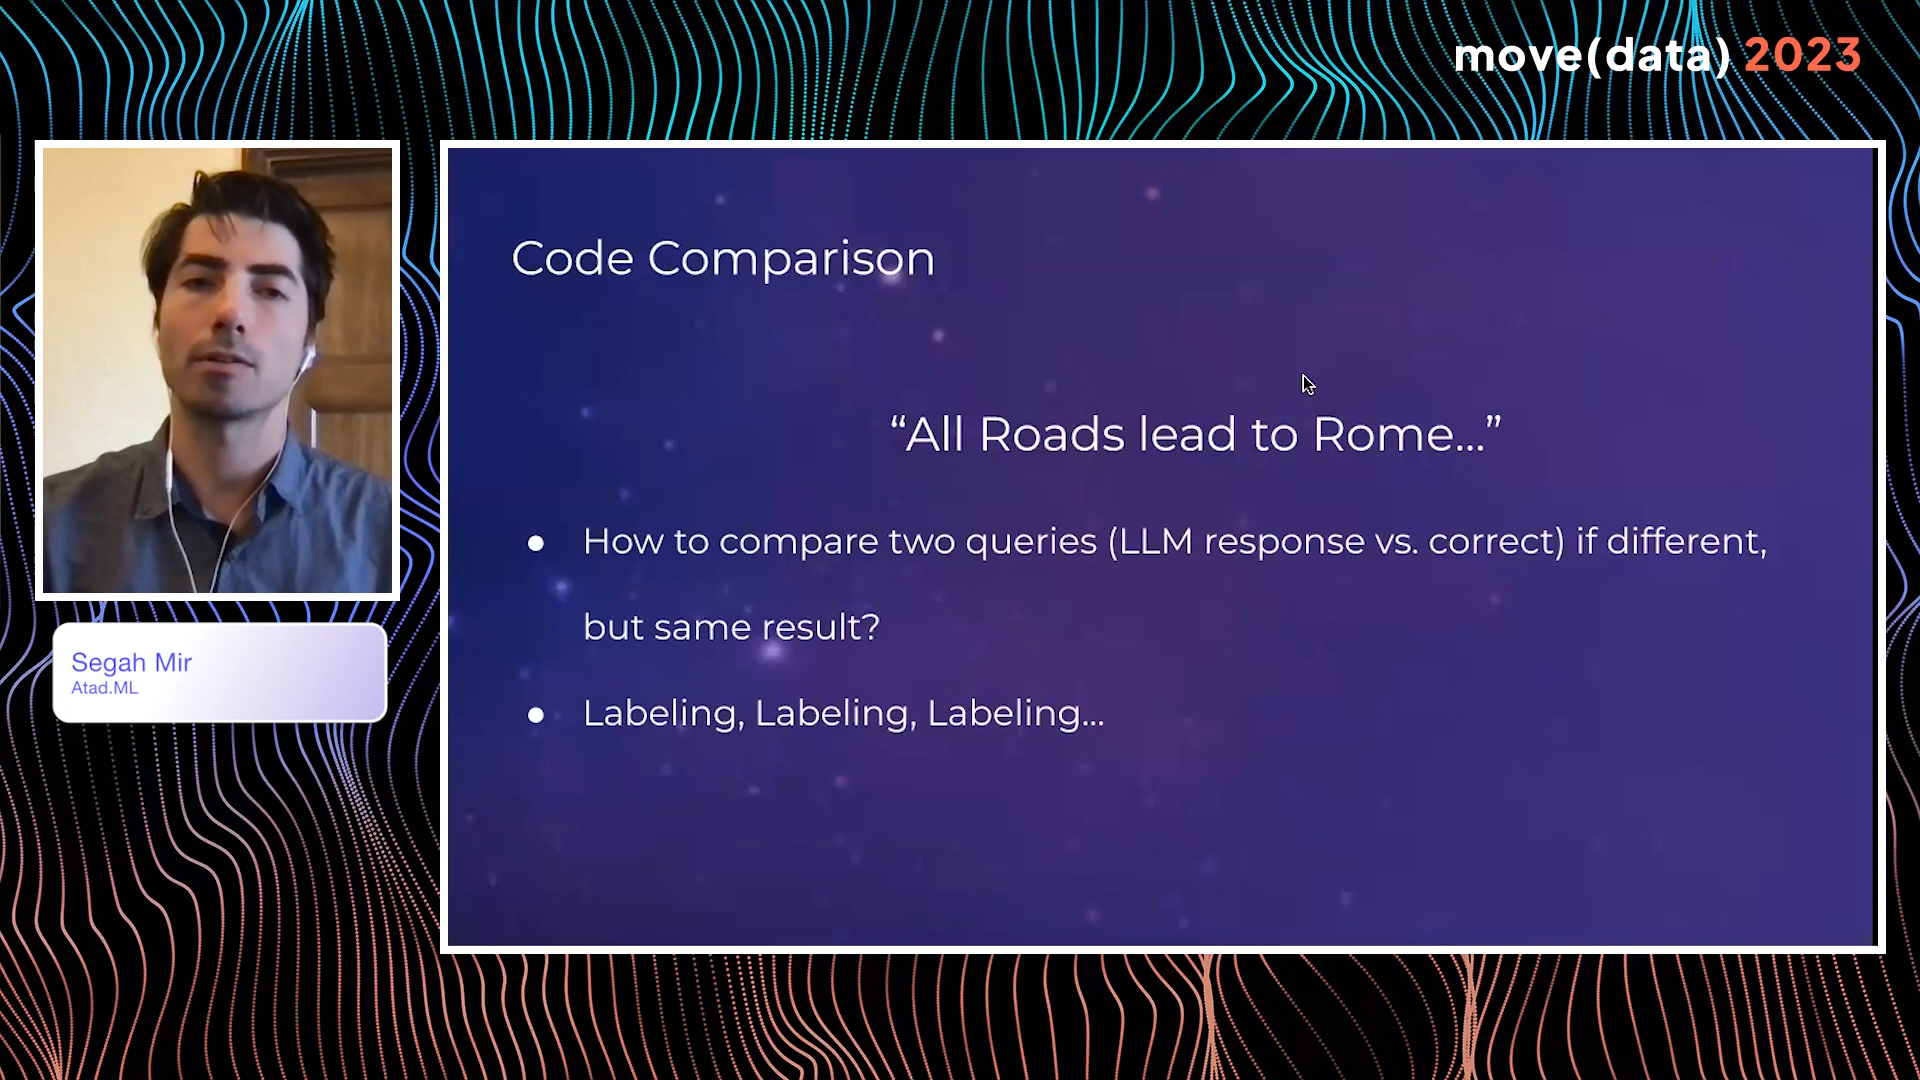 move(data) 2023
Code Comparison
“All Roads lead to Rome...”
● How to compare two queries (LLM response vs. correct) if different,
but same result?
● Labeling, Labeling, Labeling...
Segah Mir
Atad.ML